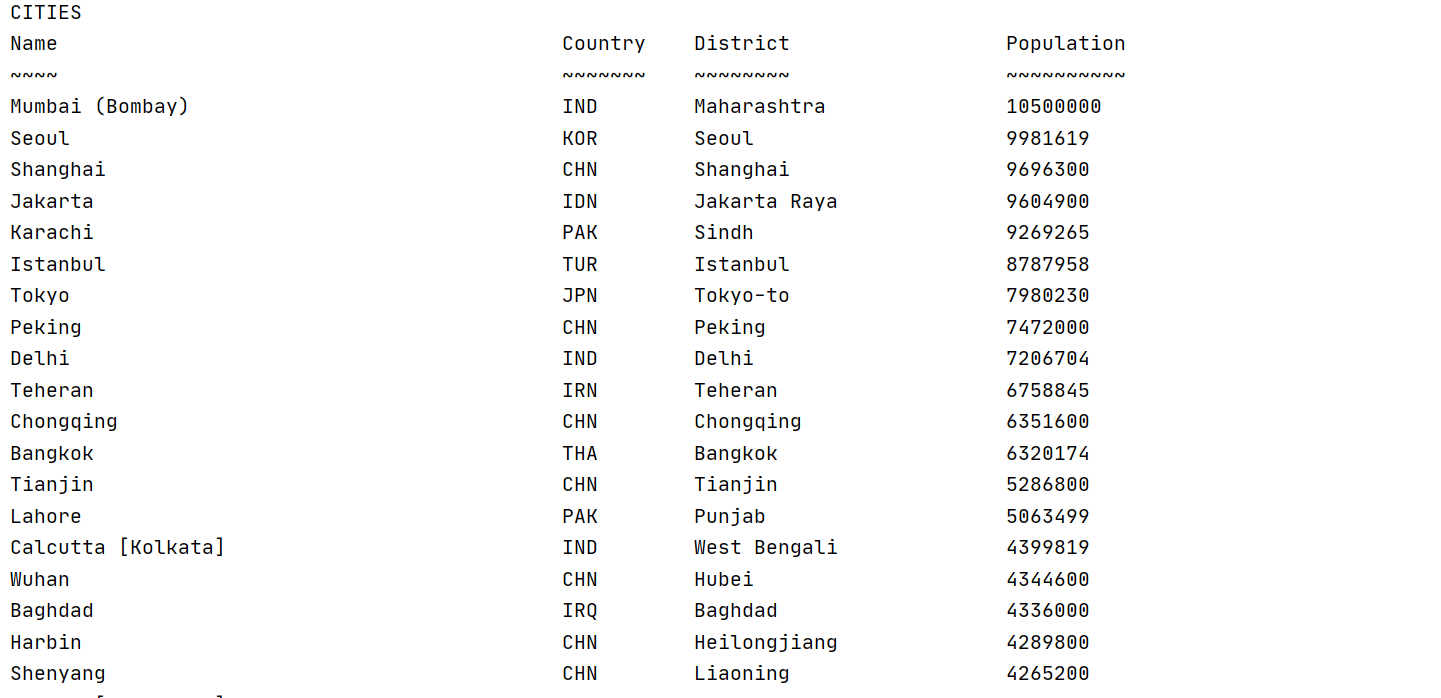 CITIES
Name Country District Population
~~~~ ~~~~~~~ ~~~~~~~~ ~~~~~~~~~~
Mumbai (Bombay) IND Maharashtra 10500000
Seoul KOR Seoul 9981619
Shanghai CHN Shanghai 9696300
Jakarta IDN Jakarta Raya 9604900
Karachi PAK Sindh 9269265
Istanbul TUR Istanbul 8787958
Tokyo JPN Tokyo-to 7980230
Peking CHN Peking 7472000
Delhi IND Delhi 7206704
Teheran IRN Teheran 6758845
Chongqing CHN Chongqing 6351600
Bangkok THA Bangkok 6320174
Tianjin CHN Tianjin 5286800
Lahore PAK Punjab 5063499
Calcutta [Kolkata] IND West Bengali 4399819
Wuhan CHN Hubei 4344600
Baghdad IRQ Baghdad 4336000
Harbin CHN Heilongjiang 4289800
Shenyang CHN Liaoning 4265200